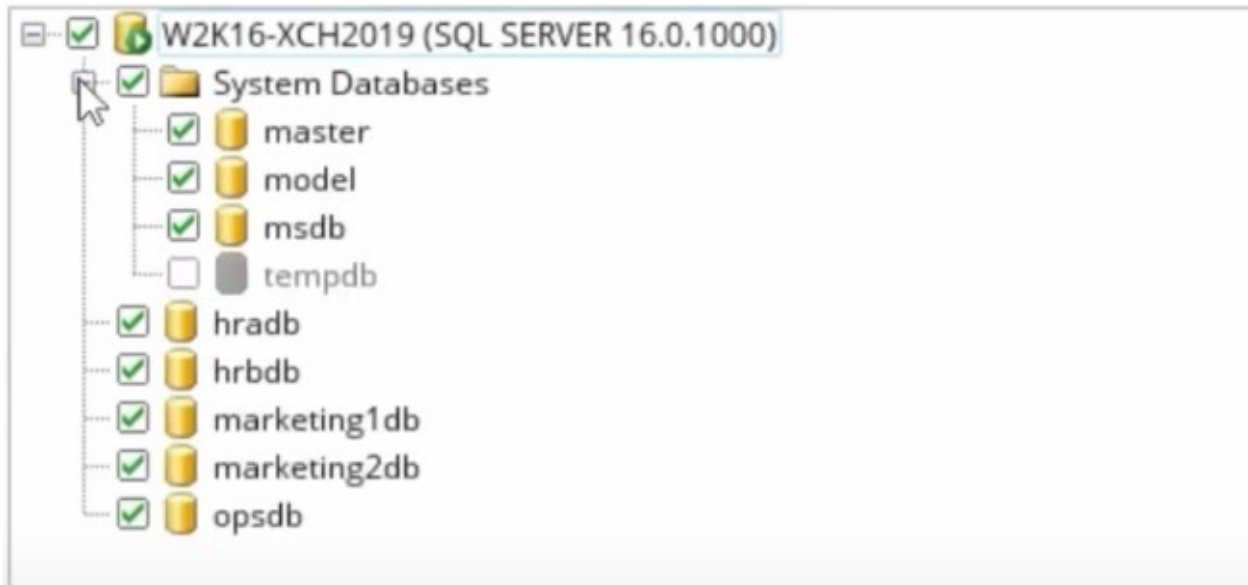 W2K16-XCH2019 (SQL SERVER 16.0.1000)
System Databases
master
model
msdb
tempdb
hradb
hrbdb
marketing1db
marketing2db
opsdb